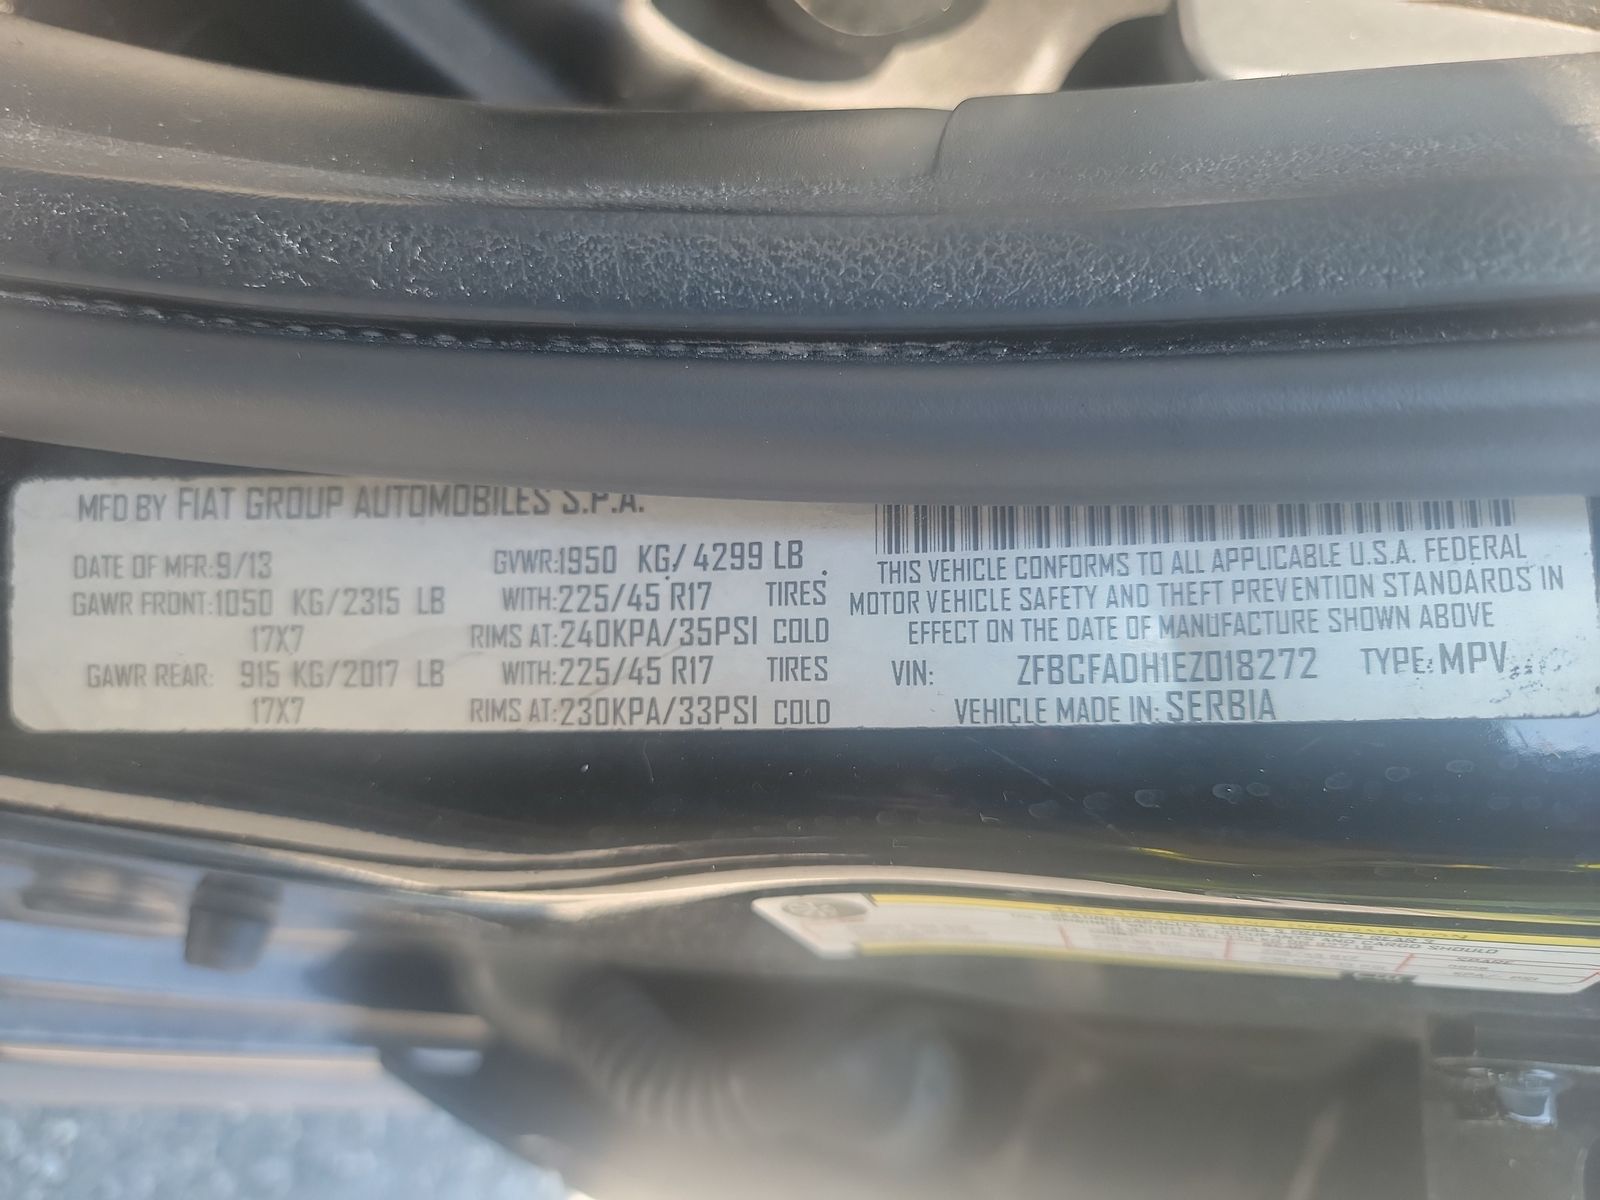 MFD BY FIAT GROUP AUTOMOBILES S.P.A.
DATE OF MFR:9/13 GVWR:1950 KG/ 4299 LB
GAWR FRONT:1050 KG/2315 LB WITH:225/45 R17 TIRES
17X7 RIMS AT:240KPA/35PSI COLD
GAWR REAR: 915 KG/2017 LB WITH:225/45 R17 TIRES
17X7 RIMS AT:230KPA/33PSI COLD
THIS VEHICLE CONFORMS TO ALL APPLICABLE U.S.A. FEDERAL
MOTOR VEHICLE SAFETY AND THEFT PREVENTION STANDARDS IN
EFFECT ON THE DATE OF MANUFACTURE SHOWN ABOVE
VIN: ZFBCFADH1EZ018272 TYPE: MPV
VEHICLE MADE IN: SERBIA
AND CARGO SHOULD
SPARE